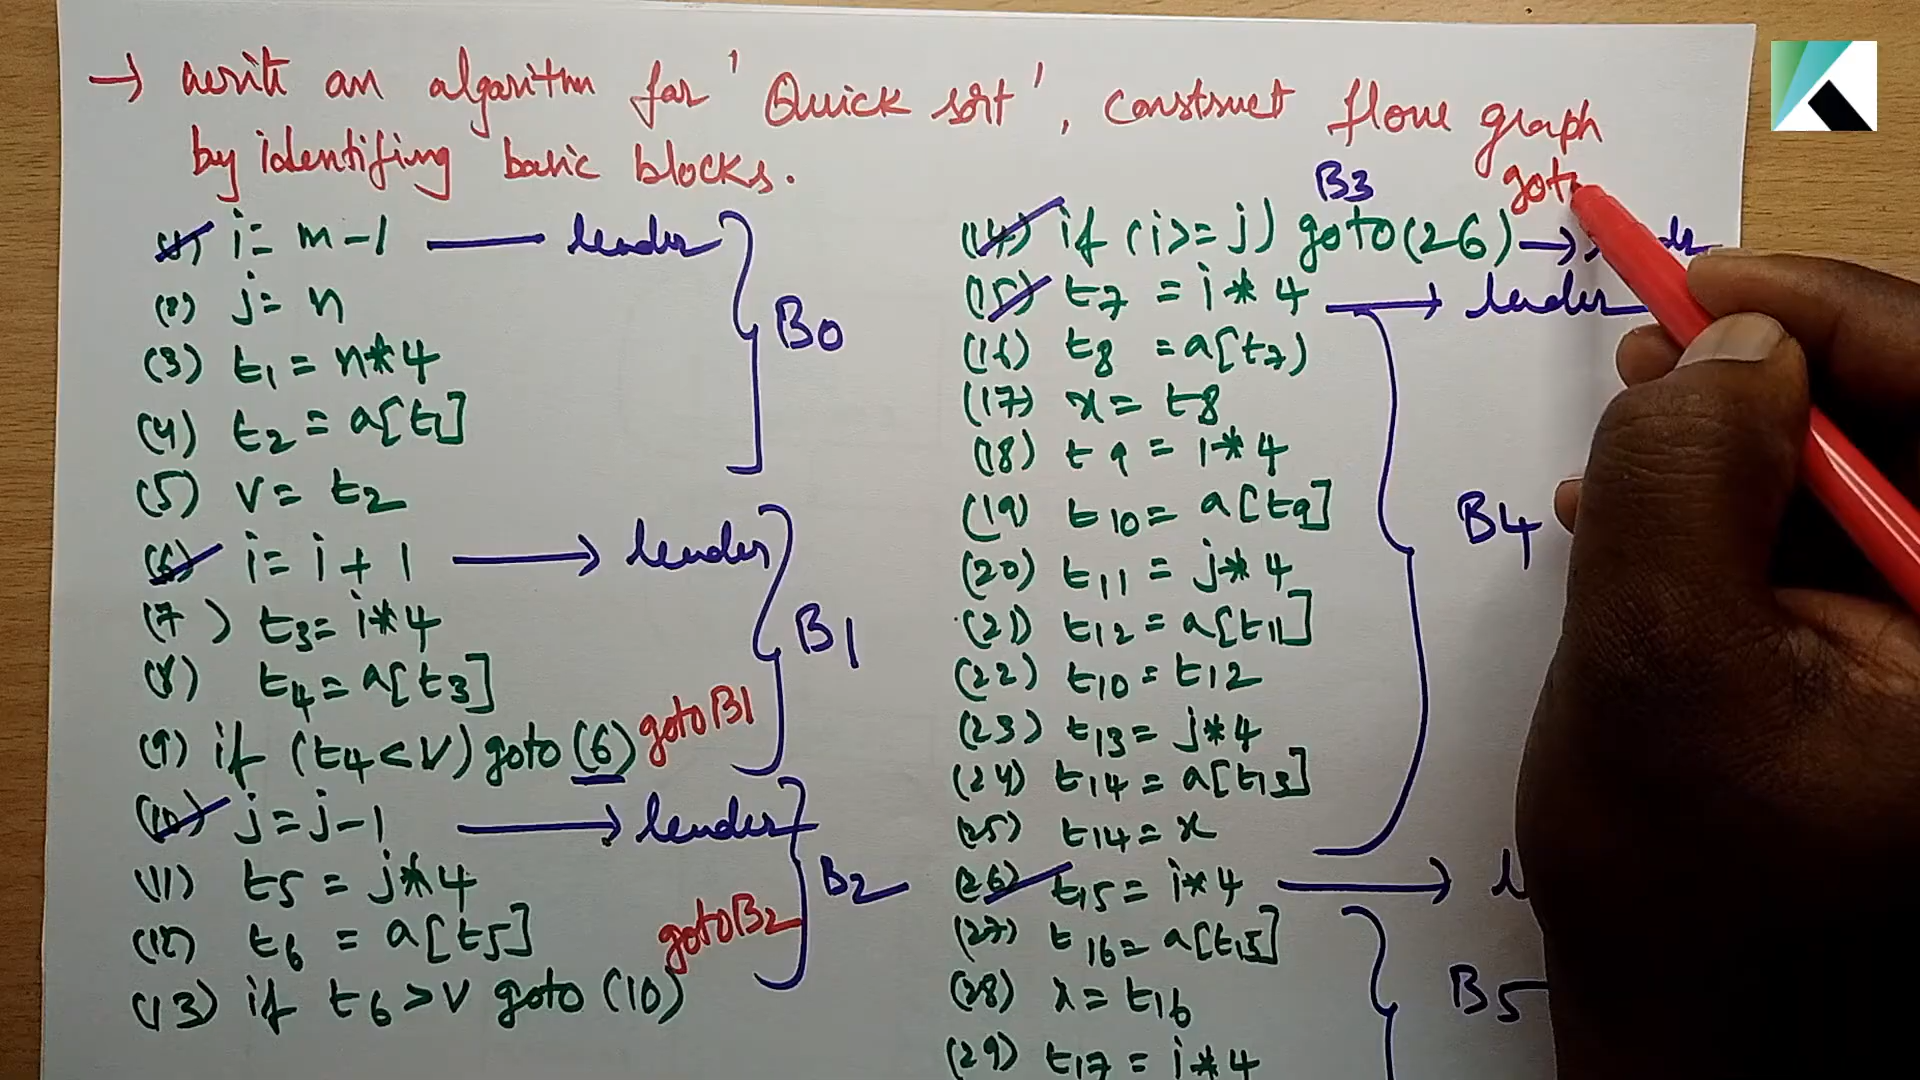 → write an algorithm for 'Quick sort', construct flow graph
by identifing basic blocks.
(1) i = m-1 leader
(2) j = n
(3) t1 = n*4
(4) t2 = a[t1]
(5) v = t2
B0
(6) i = i + 1 → leader
(7) t3 = i*4
(8) t4 = a[t3]
(9) if (t4 < V) goto (6) goto B1
B1
(10) j = j-1 → leader
(11) t5 = j*4
(12) t6 = a[t5]
(13) if t6 > v goto (10) goto B2
B2
B3
(14) if (i >= j) goto (26) →
goto
(15) t7 = i*4 → leader
(16) t8 = a[t7)
(17) x = t8
(18) t9 = i*4
(19) t10 = a[t9]
(20) t11 = j*4
(21) t12 = a[t11]
(22) t10 = t12
(23) t13 = j*4
(24) t14 = a[t13]
(25) t14 = x
B4
(26) t15 = i*4 →
(27) t16 = a[t15]
(28) x = t16
(29) t17 = i*4
B5